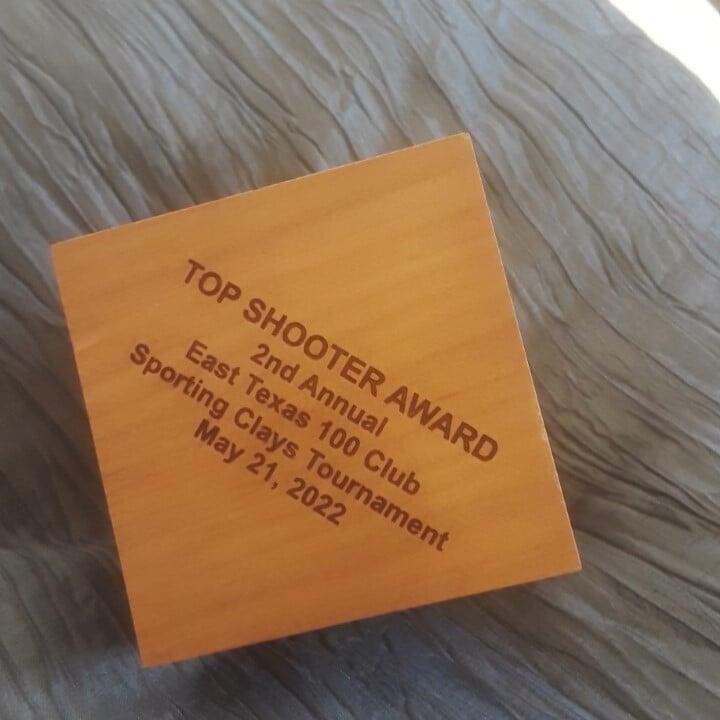 TOP SHOOTER AWARD
2nd Annual
East Texas 100 Club
Sporting Clays Tournament
May 21, 2022